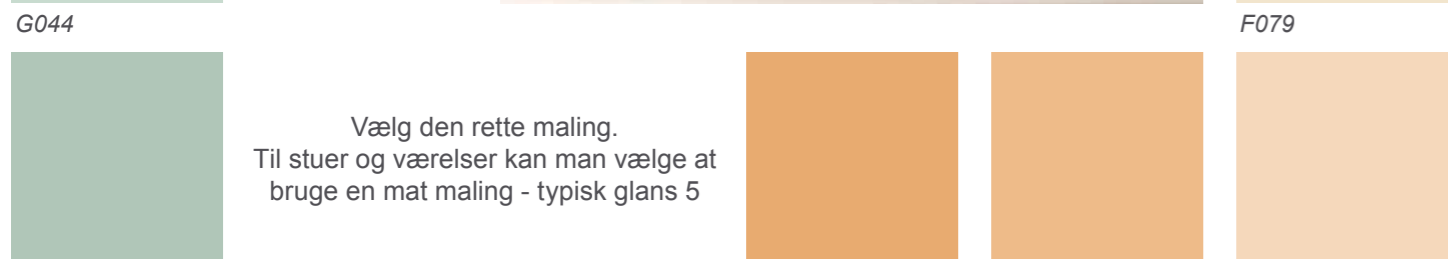 G044
F079
Vælg den rette maling.
Til stuer og værelser kan man vælge at
bruge en mat maling - typisk glans 5